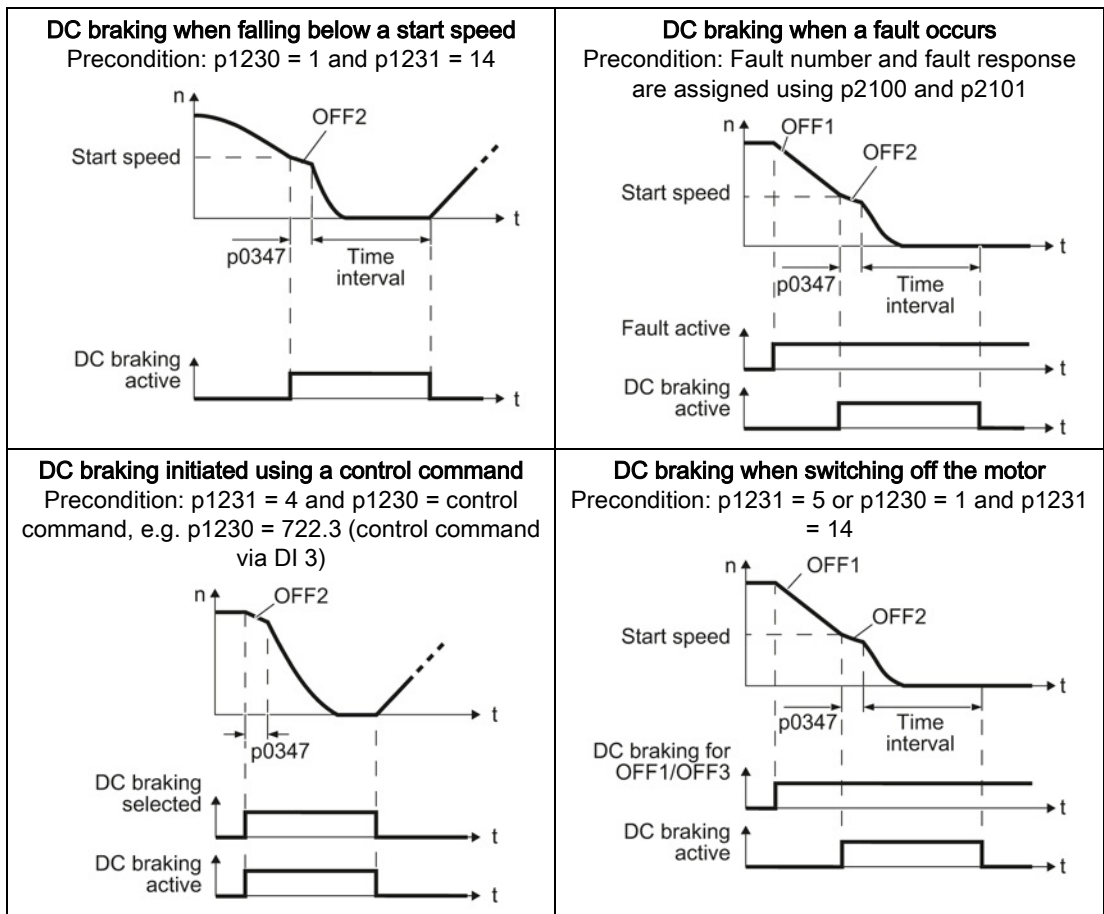 DC braking when falling below a start speed
Precondition: p1230 = 1 and p1231 = 14
n
OFF2
Start speed
t
p0347
Time
interval
DC braking
active
t
DC braking when a fault occurs
Precondition: Fault number and fault response
are assigned using p2100 and p2101
n
OFF1
OFF2
Start speed
t
p0347
Time
interval
Fault active
t
DC braking
active
t
DC braking initiated using a control command
Precondition: p1231 = 4 and p1230 = control
command, e.g. p1230 = 722.3 (control command
via DI 3)
n
OFF2
t
p0347
DC braking
selected
t
DC braking
active
t
DC braking when switching off the motor
Precondition: p1231 = 5 or p1230 = 1 and p1231
= 14
n
OFF1
OFF2
Start speed
t
p0347
Time
interval
DC braking for
OFF1/OFF3
t
DC braking
active
t